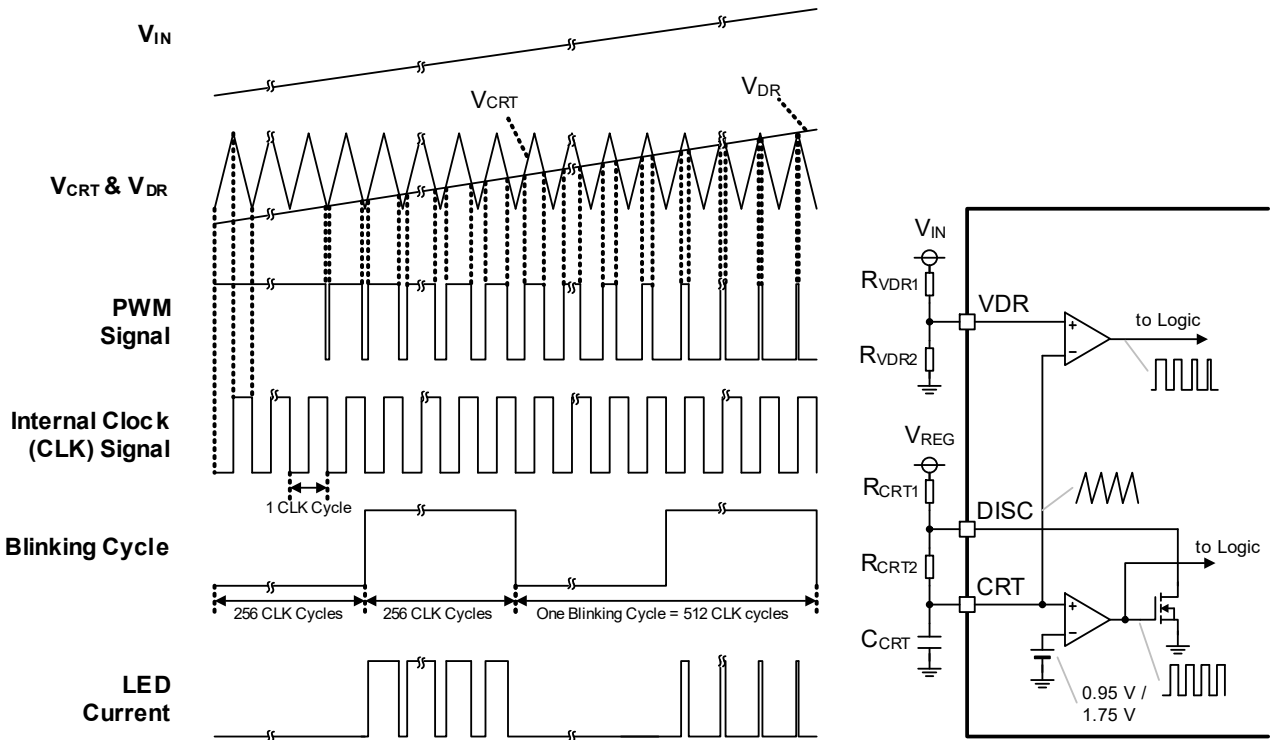 VIN
VCRT
VDR
VCRT & VDR
PWM
Signal
Internal Clock
(CLK) Signal
1 CLK Cycle
Blinking Cycle
256 CLK Cycles
256 CLK Cycles
One Blinking Cycle = 512 CLK cycles
LED
Current
VIN
RVDR1
VDR
+
−
to Logic
RVDR2
VREG
RCRT1
DISC
to Logic
RCRT2
CRT
+
−
CCRT
0.95 V /
1.75 V